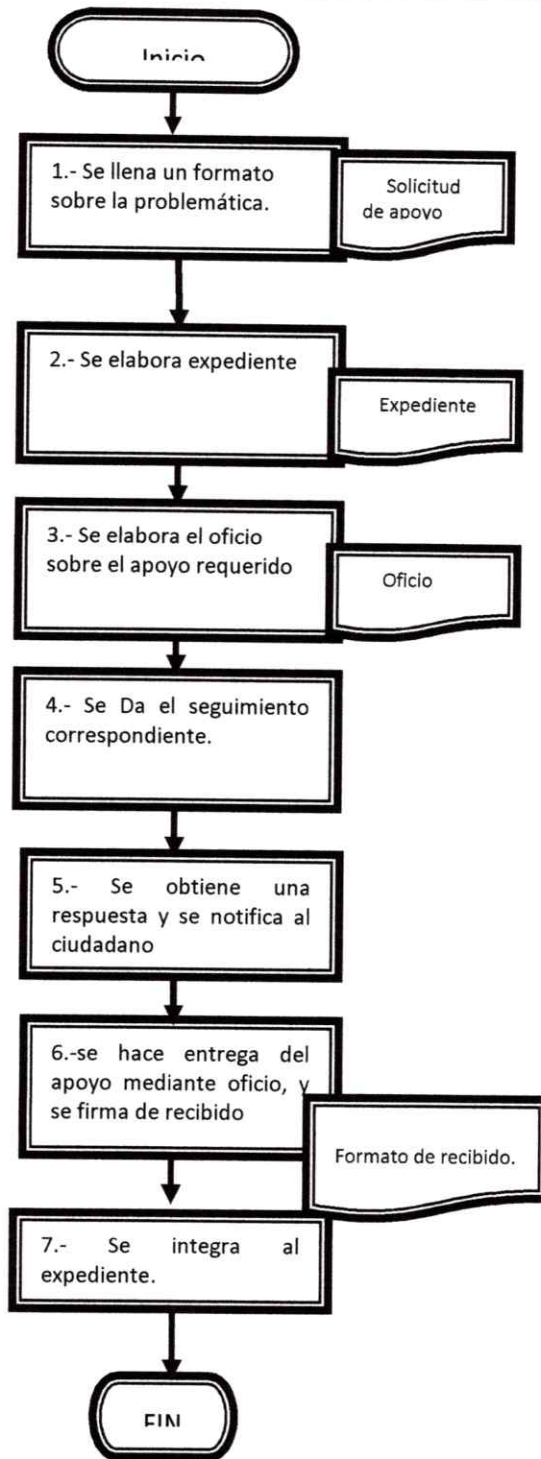 Inicio
1.- Se llena un formato
sobre la problemática.
Solicitud
de apoyo
2.- Se elabora expediente
Expediente
3.- Se elabora el oficio
sobre el apoyo requerido
Oficio
4.- Se Da el seguimiento
correspondiente.
5.- Se obtiene una
respuesta y se notifica al
ciudadano
6.-se hace entrega del
apoyo mediante oficio, y
se firma de recibido
Formato de recibido.
7.- Se integra al
expediente.
FIN